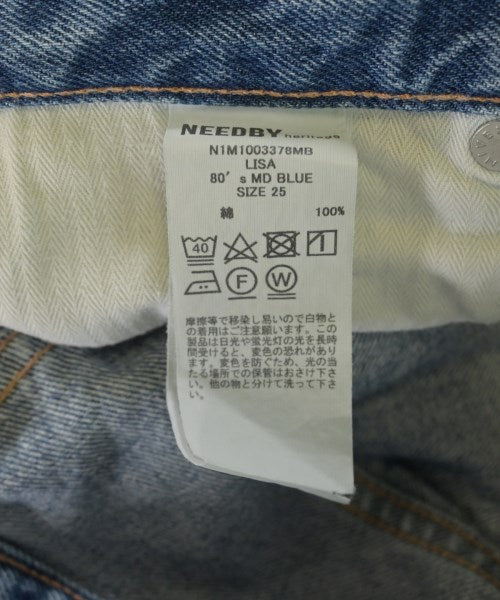 NEEDBY heritage
N1M1003378MB
LISA
80's MD BLUE
SIZE 25
綿 100%
40
F W
摩擦等で移染し易いので白物と
の着用はご注意願います。この
製品は日光や蛍光灯の光を長時
間受けると、変色の恐れがあり
ます。変色を防ぐため、光の当
たる場所での保管はおさけ下さ
い。他の物と分けて洗って下さ
い。